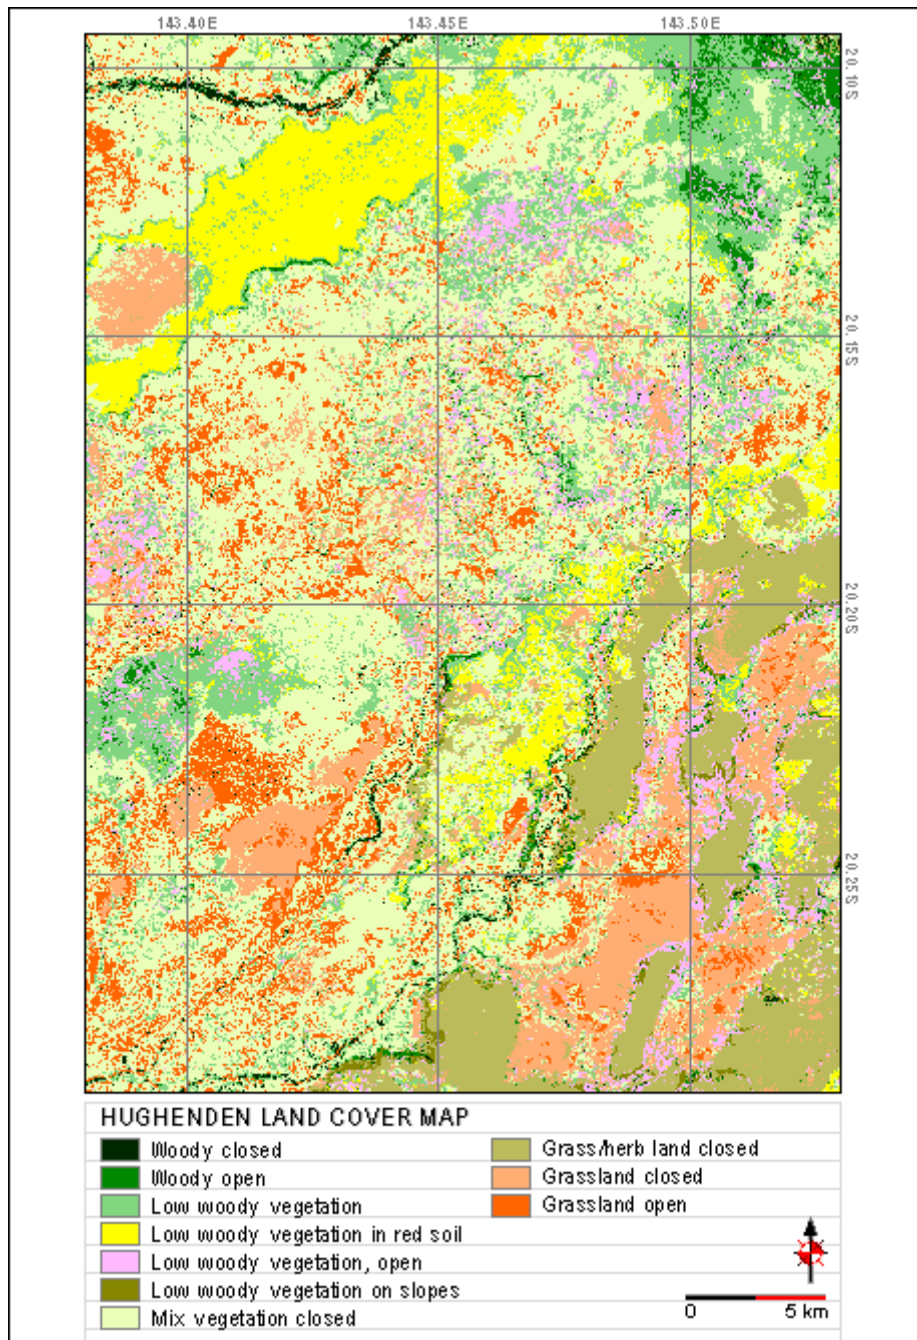 143.40E 143.45E 143.50E
20.10S
20.15S
20.20S
20.25S
HUGHENDEN LAND COVER MAP
Woody closed
Woody open
Low woody vegetation
Low woody vegetation in red soil
Low woody vegetation, open
Low woody vegetation on slopes
Mix vegetation closed
Grass/herb land closed
Grassland closed
Grassland open
0 5 km